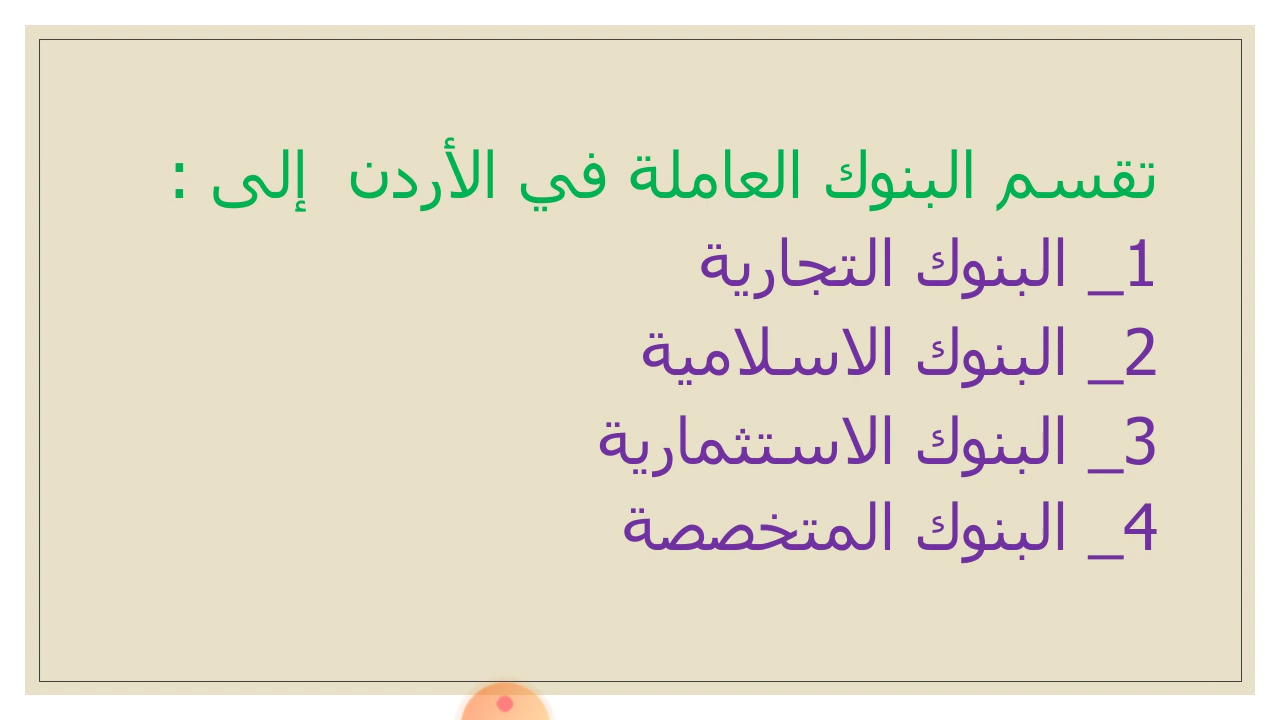 تقسم البنوك العاملة في الأردن إلى :
1_ البنوك التجارية
2_ البنوك الاسلامية
3_ البنوك الاستثمارية
4_ البنوك المتخصصة